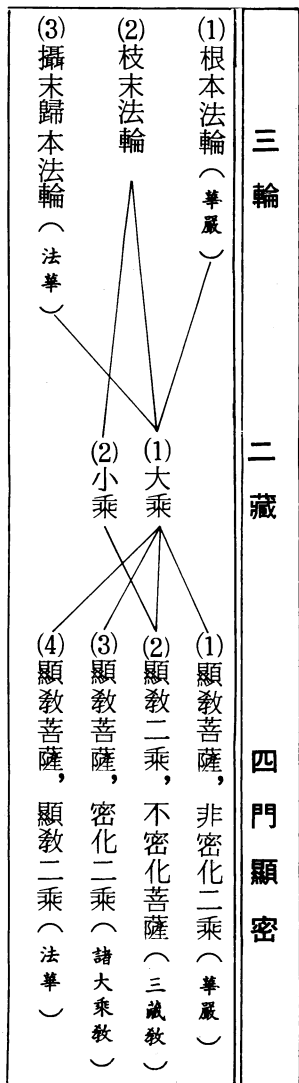 三輪
二藏
四門顯密
(1)根本法輪(華嚴)
(2)枝末法輪
(3)攝末歸本法輪(法華)
(1)大乘
(2)小乘
(1)顯教菩薩，非密化二乘(華嚴)
(2)顯教二乘，不密化菩薩(三藏教)
(3)顯教菩薩，密化二乘(諸大乘教)
(4)顯教菩薩，顯教二乘(法華)